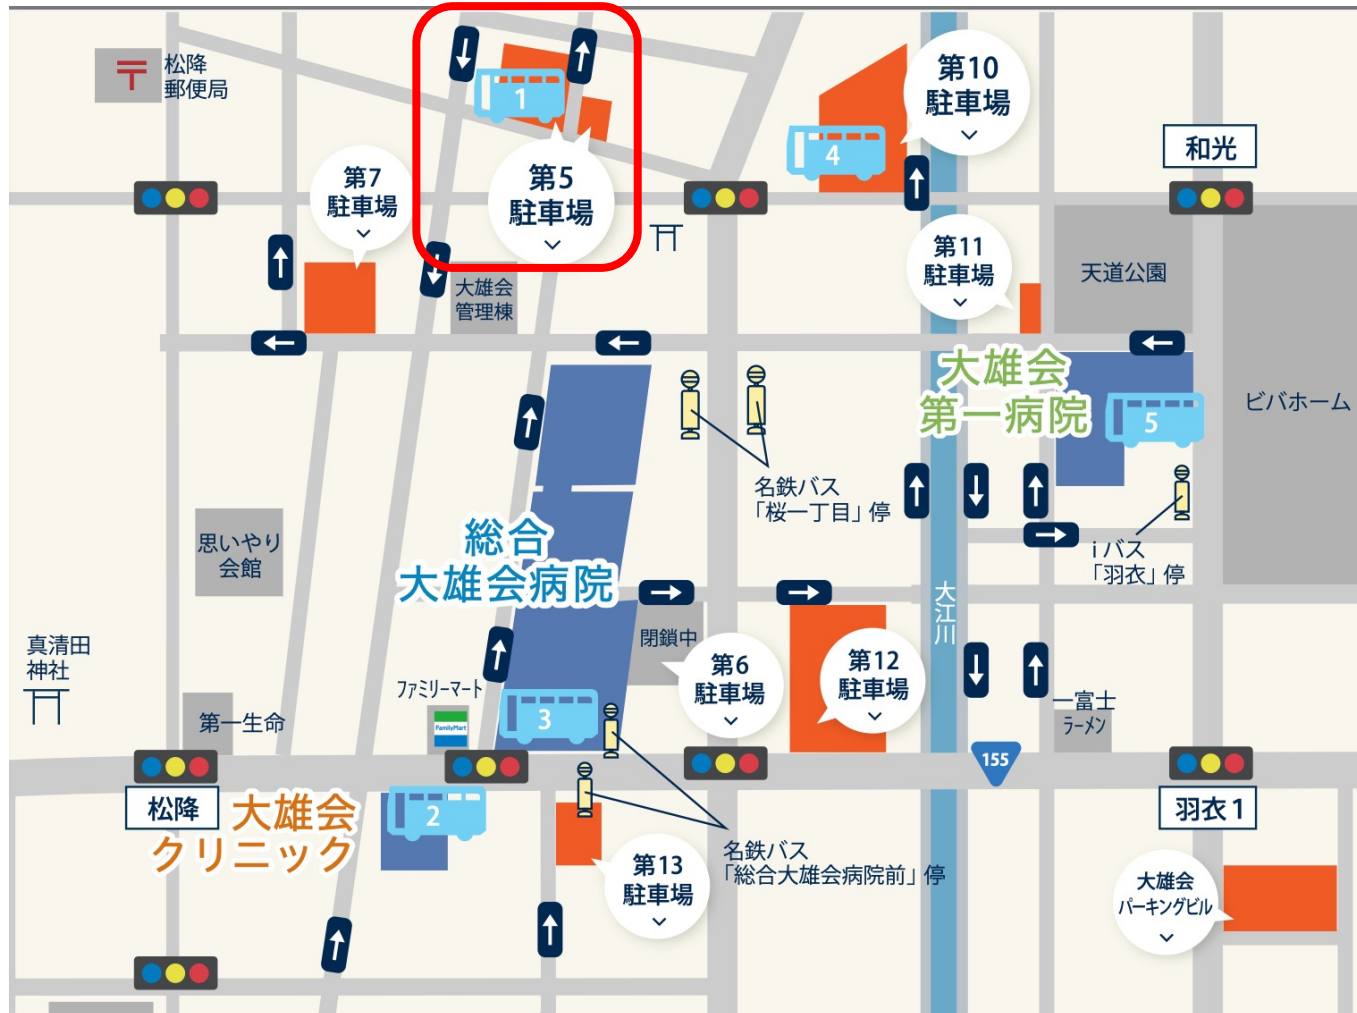 松降
郵便局
1
第5
駐車場
第7
駐車場
4
第10
駐車場
和光
第11
駐車場
天道公園
大雄会
管理棟
大雄会
第一病院
5
ビバホーム
名鉄バス
「桜一丁目」停
iバス
「羽衣」停
思いやり
会館
総合
大雄会病院
大江川
閉鎖中
第6
駐車場
第12
駐車場
真清田
神社
第一生命
ファミリーマート
FamilyMart
3
一富士
ラーメン
155
松降
大雄会
クリニック
2
第13
駐車場
名鉄バス
「総合大雄会病院前」停
羽衣1
大雄会
パーキングビル